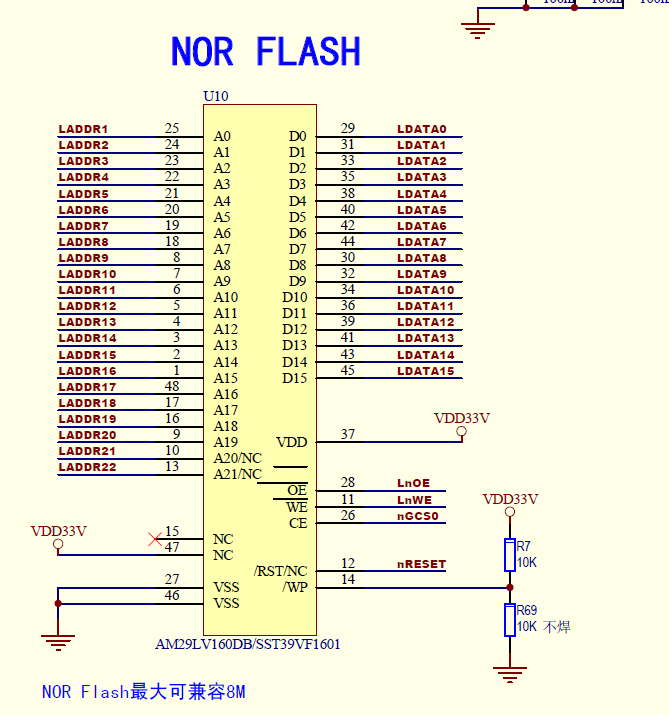 100n 100n 100n
NOR FLASH
U10
LADDR1 25 A0 D0 29 LDATA0
LADDR2 24 A1 D1 31 LDATA1
LADDR3 23 A2 D2 33 LDATA2
LADDR4 22 A3 D3 35 LDATA3
LADDR5 21 A4 D4 38 LDATA4
LADDR6 20 A5 D5 40 LDATA5
LADDR7 19 A6 D6 42 LDATA6
LADDR8 18 A7 D7 44 LDATA7
LADDR9 8 A8 D8 30 LDATA8
LADDR10 7 A9 D9 32 LDATA9
LADDR11 6 A10 D10 34 LDATA10
LADDR12 5 A11 D11 36 LDATA11
LADDR13 4 A12 D12 39 LDATA12
LADDR14 3 A13 D13 41 LDATA13
LADDR15 2 A14 D14 43 LDATA14
LADDR16 1 A15 D15 45 LDATA15
LADDR17 48 A16
LADDR18 17 A17
LADDR19 16 A18
VDD33V
LADDR20 9 A19 VDD 37
LADDR21 10 A20/NC
LADDR22 13 A21/NC
OE 28 LnOE
WE 11 LnWE
CE 26 nGCS0
VDD33V
VDD33V
15 NC
47 NC
R7
10K
/RST/NC 12 nRESET
27 VSS /WP 14
46 VSS
R69
10K 不焊
AM29LV160DB/SST39VF1601
NOR Flash最大可兼容8M